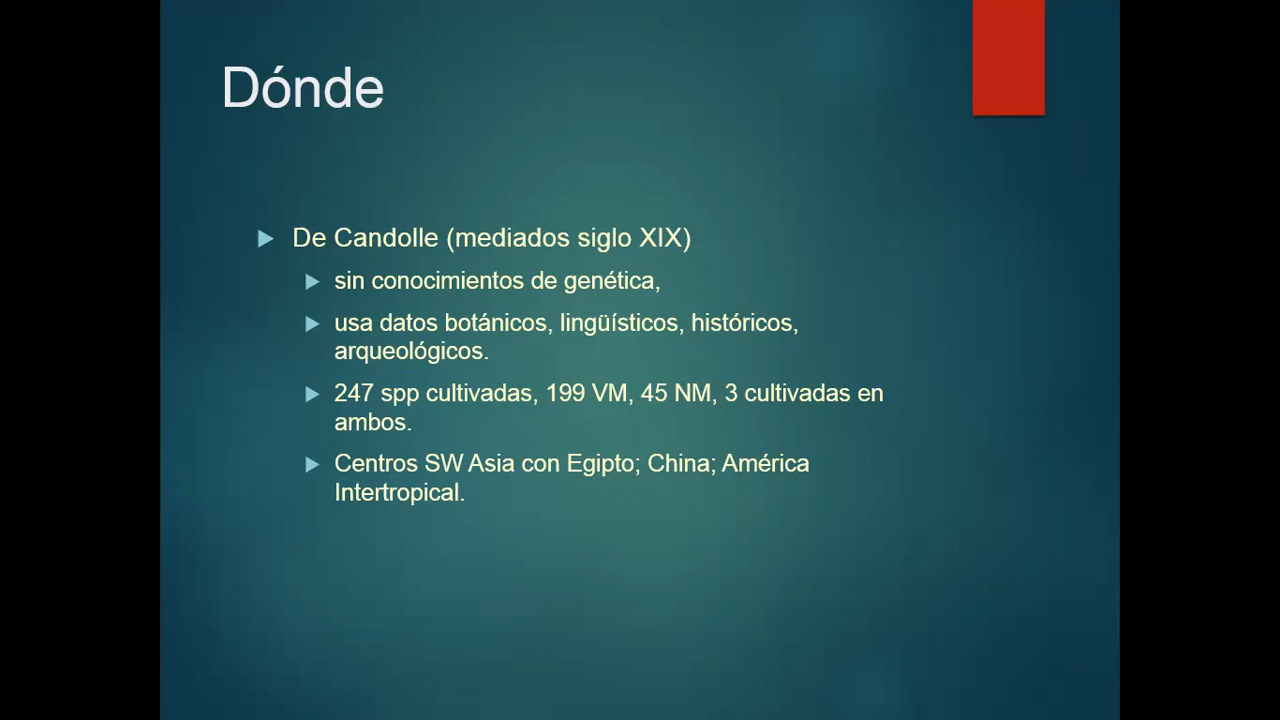 Dónde
De Candolle (mediados siglo XIX)
sin conocimientos de genética,
usa datos botánicos, lingüísticos, históricos,
arqueológicos.
247 spp cultivadas, 199 VM, 45 NM, 3 cultivadas en
ambos.
Centros SW Asia con Egipto; China; América
Intertropical.